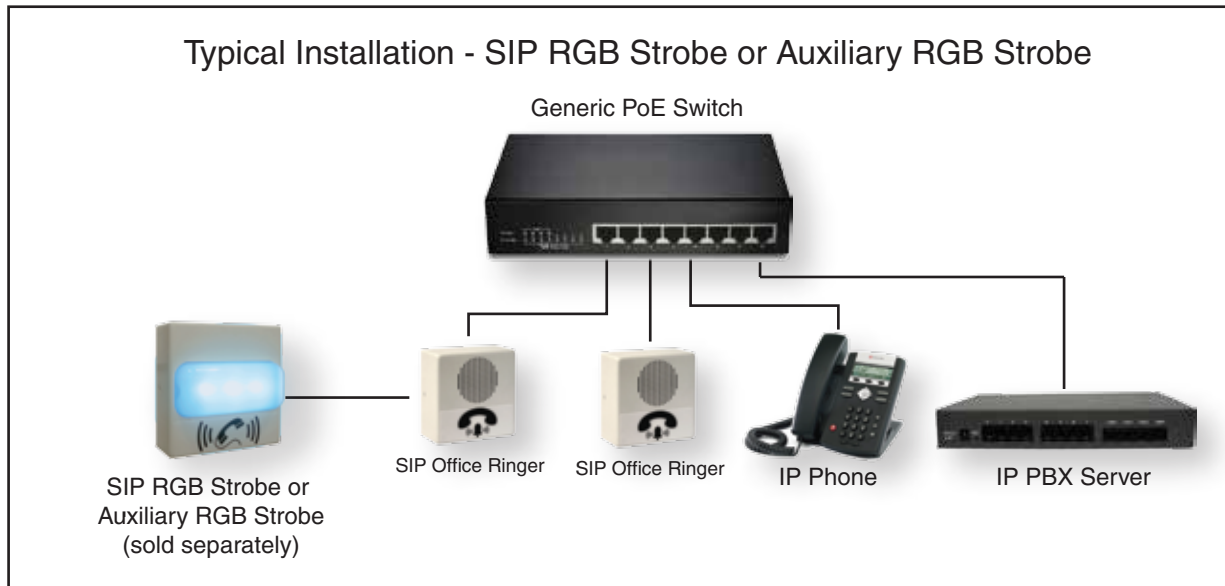 Typical Installation - SIP RGB Strobe or Auxiliary RGB Strobe
Generic PoE Switch
SIP RGB Strobe or
Auxiliary RGB Strobe
(sold separately)
SIP Office Ringer
SIP Office Ringer
IP Phone
IP PBX Server